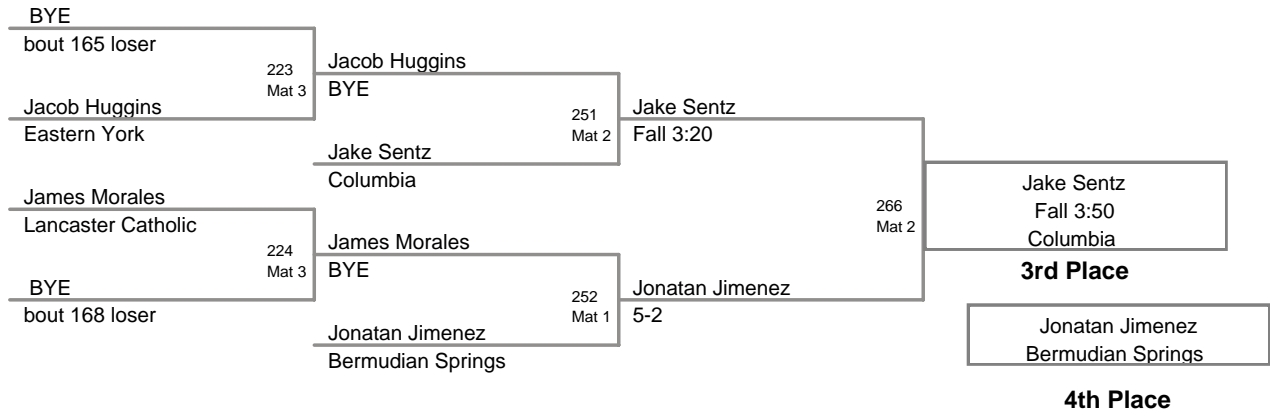 BYE
bout 165 loser
223
Mat 3
Jacob Huggins
Eastern York
Jacob Huggins
BYE
251
Mat 2
Jake Sentz
Columbia
Jake Sentz
Fall 3:20
James Morales
Lancaster Catholic
224
Mat 3
BYE
bout 168 loser
James Morales
BYE
252
Mat 1
Jonatan Jimenez
Bermudian Springs
Jonatan Jimenez
5-2
266
Mat 2
Jake Sentz
Fall 3:50
Columbia
3rd Place
Jonatan Jimenez
Bermudian Springs
4th Place